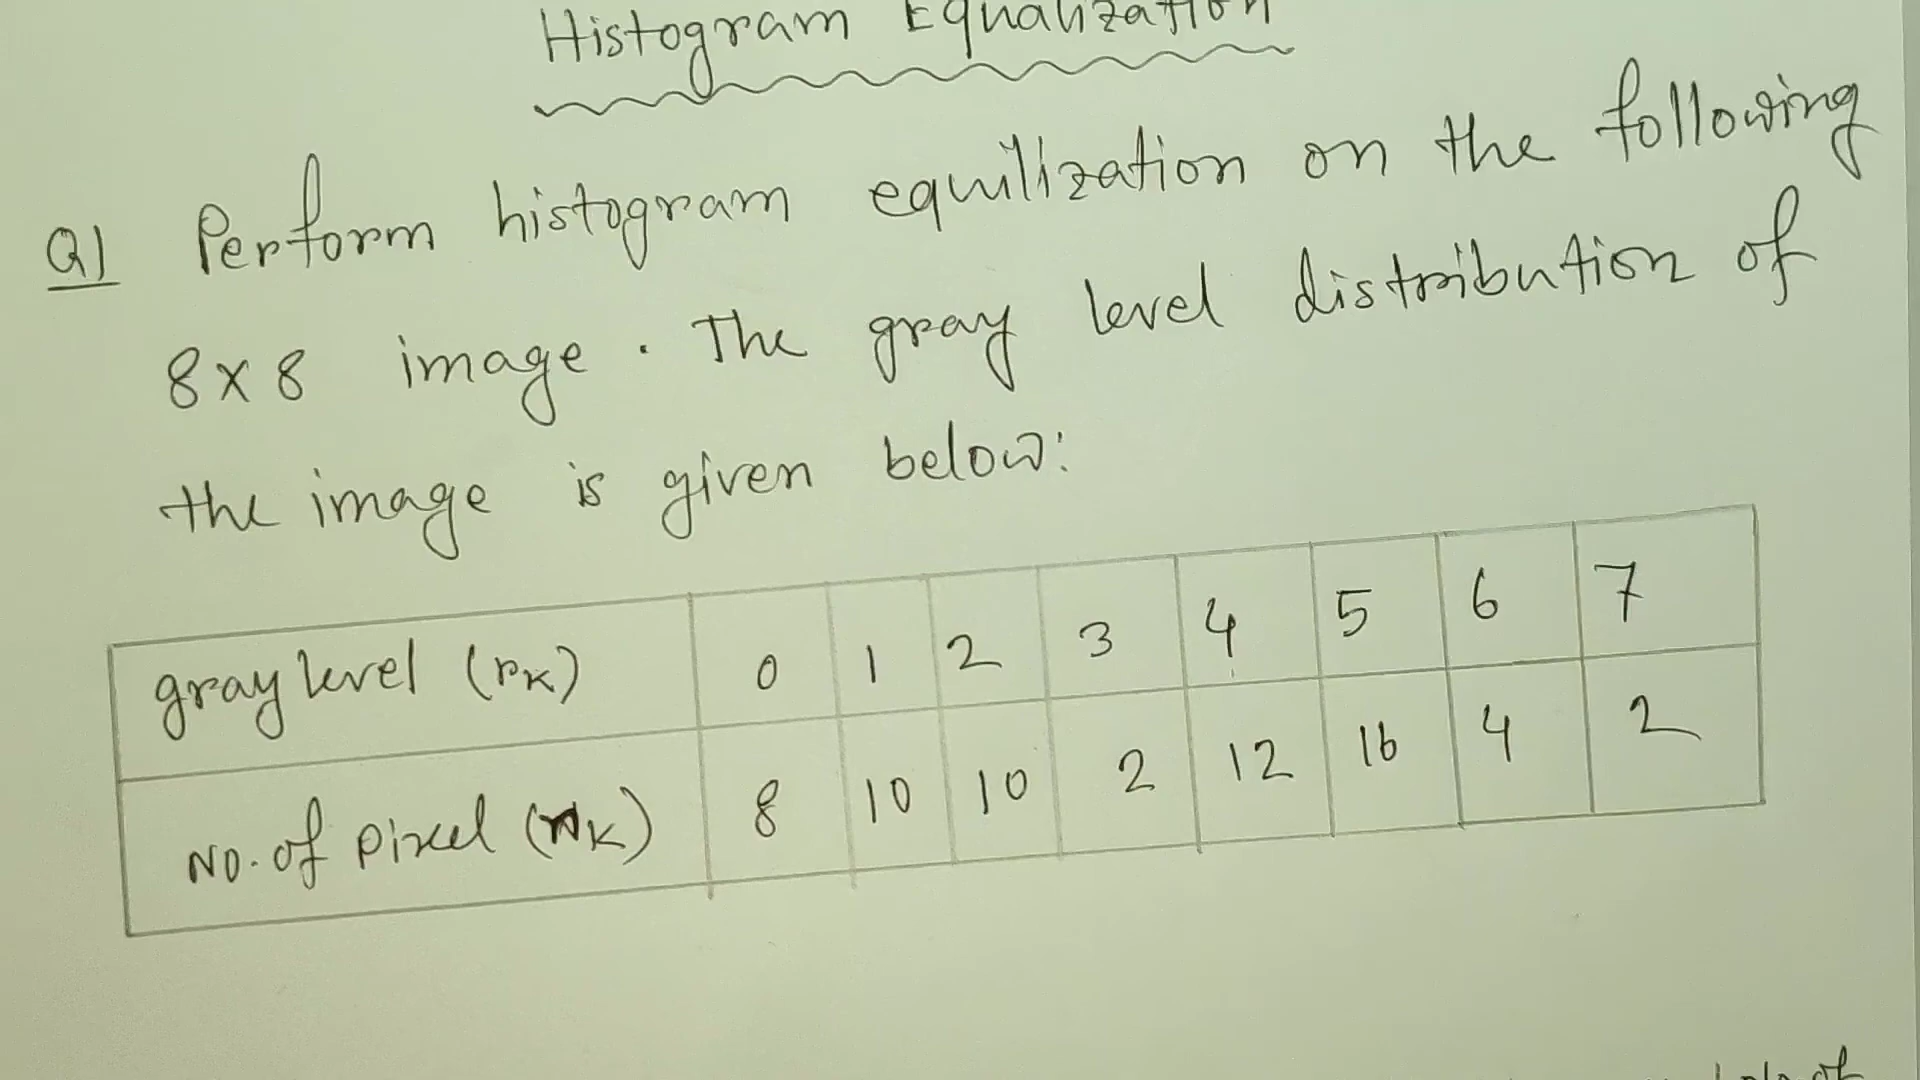 Histogram Equalization
Q1 Perform histogram equilization on the following
8x8 image. The gray level distribution of
the image is given below:
gray level (rK) 0 1 2 3 4 5 6 7
No. of pixel (nK) 8 10 10 2 12 16 4 2